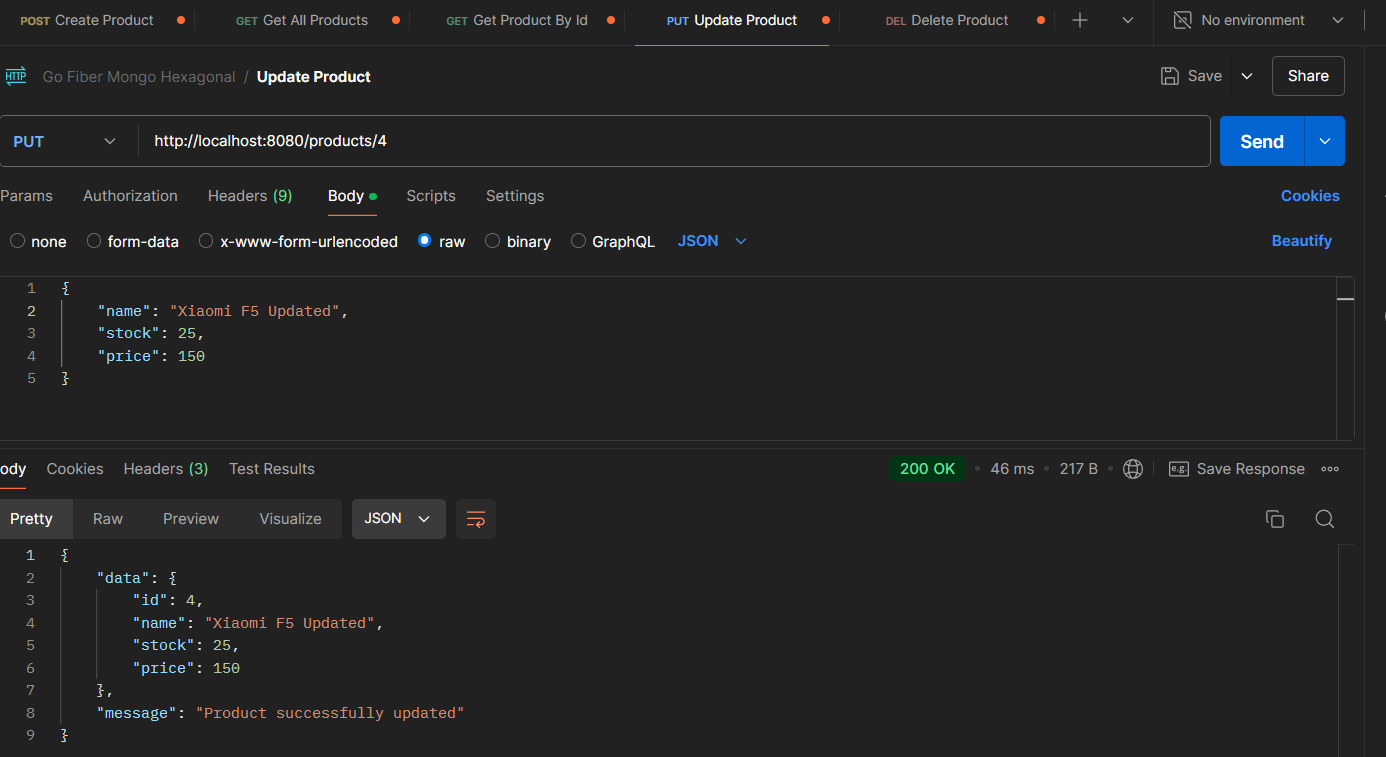 POST Create Product GET Get All Products GET Get Product By Id PUT Update Product DEL Delete Product No environment
HTTP Go Fiber Mongo Hexagonal / Update Product Save Share
PUT http://localhost:8080/products/4 Send
Params Authorization Headers (9) Body Scripts Settings Cookies
none form-data x-www-form-urlencoded raw binary GraphQL JSON Beautify
1 {
2 "name": "Xiaomi F5 Updated",
3 "stock": 25,
4 "price": 150
5 }
ody Cookies Headers (3) Test Results 200 OK • 46 ms • 217 B • e.g. Save Response
Pretty Raw Preview Visualize JSON
1 {
2 "data": {
3 "id": 4,
4 "name": "Xiaomi F5 Updated",
5 "stock": 25,
6 "price": 150
7 },
8 "message": "Product successfully updated"
9 }